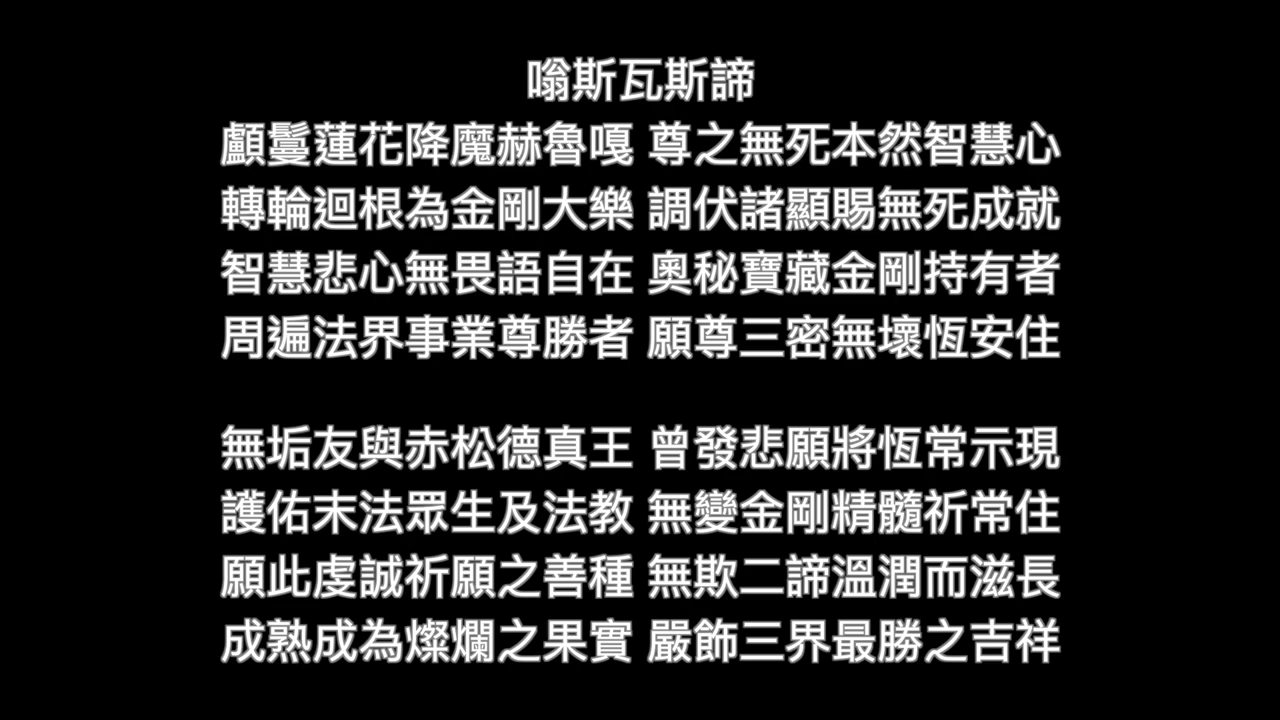 嗡斯瓦斯諦
顱鬘蓮花降魔赫魯嘎 尊之無死本然智慧心
轉輪迴根為金剛大樂 調伏諸顯賜無死成就
智慧悲心無畏語自在 奧秘寶藏金剛持有者
周遍法界事業尊勝者 願尊三密無壞恆安住
無垢友與赤松德真王 曾發悲願將恆常示現
護佑末法眾生及法教 無變金剛精髓祈常住
願此虔誠祈願之善種 無欺二諦溫潤而滋長
成熟成為燦爛之果實 嚴飾三界最勝之吉祥